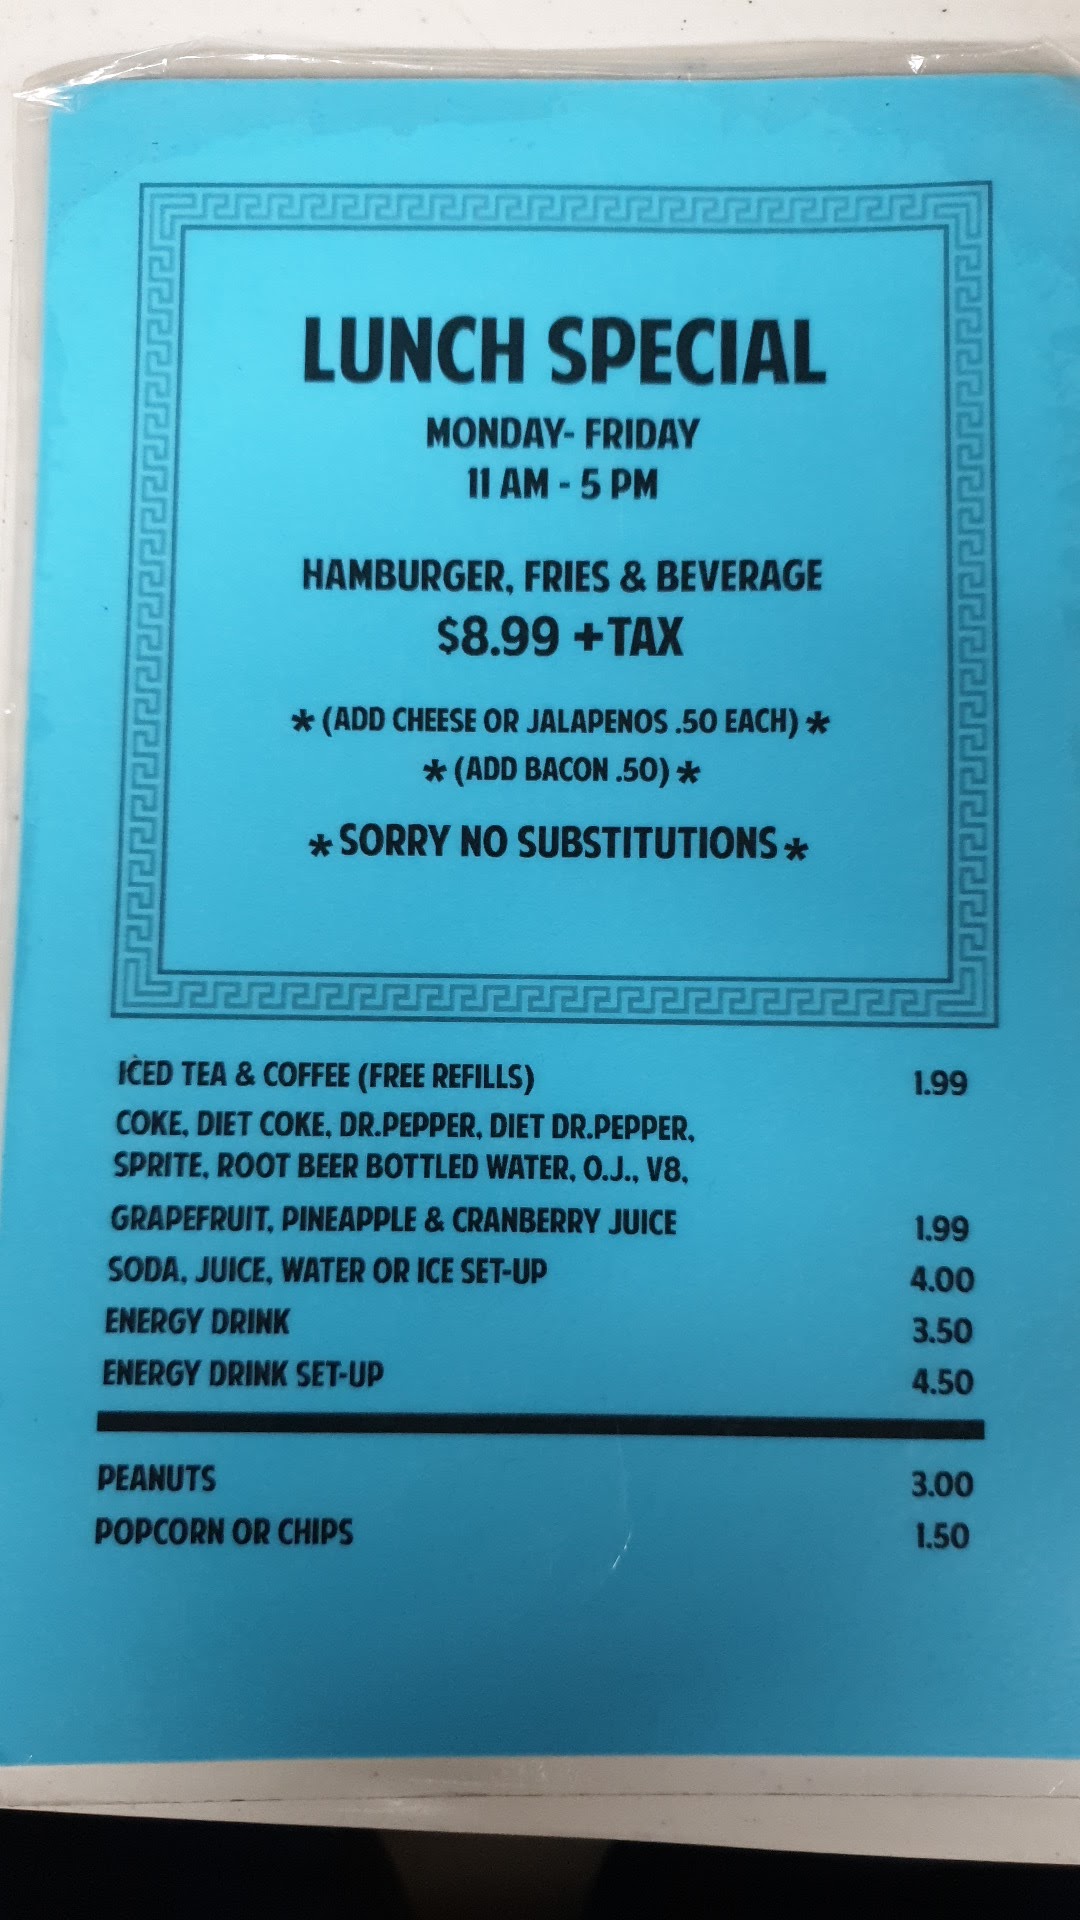 LUNCH SPECIAL
MONDAY- FRIDAY
11 AM - 5 PM
HAMBURGER, FRIES & BEVERAGE
$8.99 +TAX
* (ADD CHEESE OR JALAPENOS .50 EACH) *
* (ADD BACON .50) *
* SORRY NO SUBSTITUTIONS *
ICED TEA & COFFEE (FREE REFILLS) 1.99
COKE, DIET COKE, DR.PEPPER, DIET DR.PEPPER,
SPRITE, ROOT BEER BOTTLED WATER, O.J., V8,
GRAPEFRUIT, PINEAPPLE & CRANBERRY JUICE 1.99
SODA, JUICE, WATER OR ICE SET-UP 4.00
ENERGY DRINK 3.50
ENERGY DRINK SET-UP 4.50
PEANUTS 3.00
POPCORN OR CHIPS 1.50